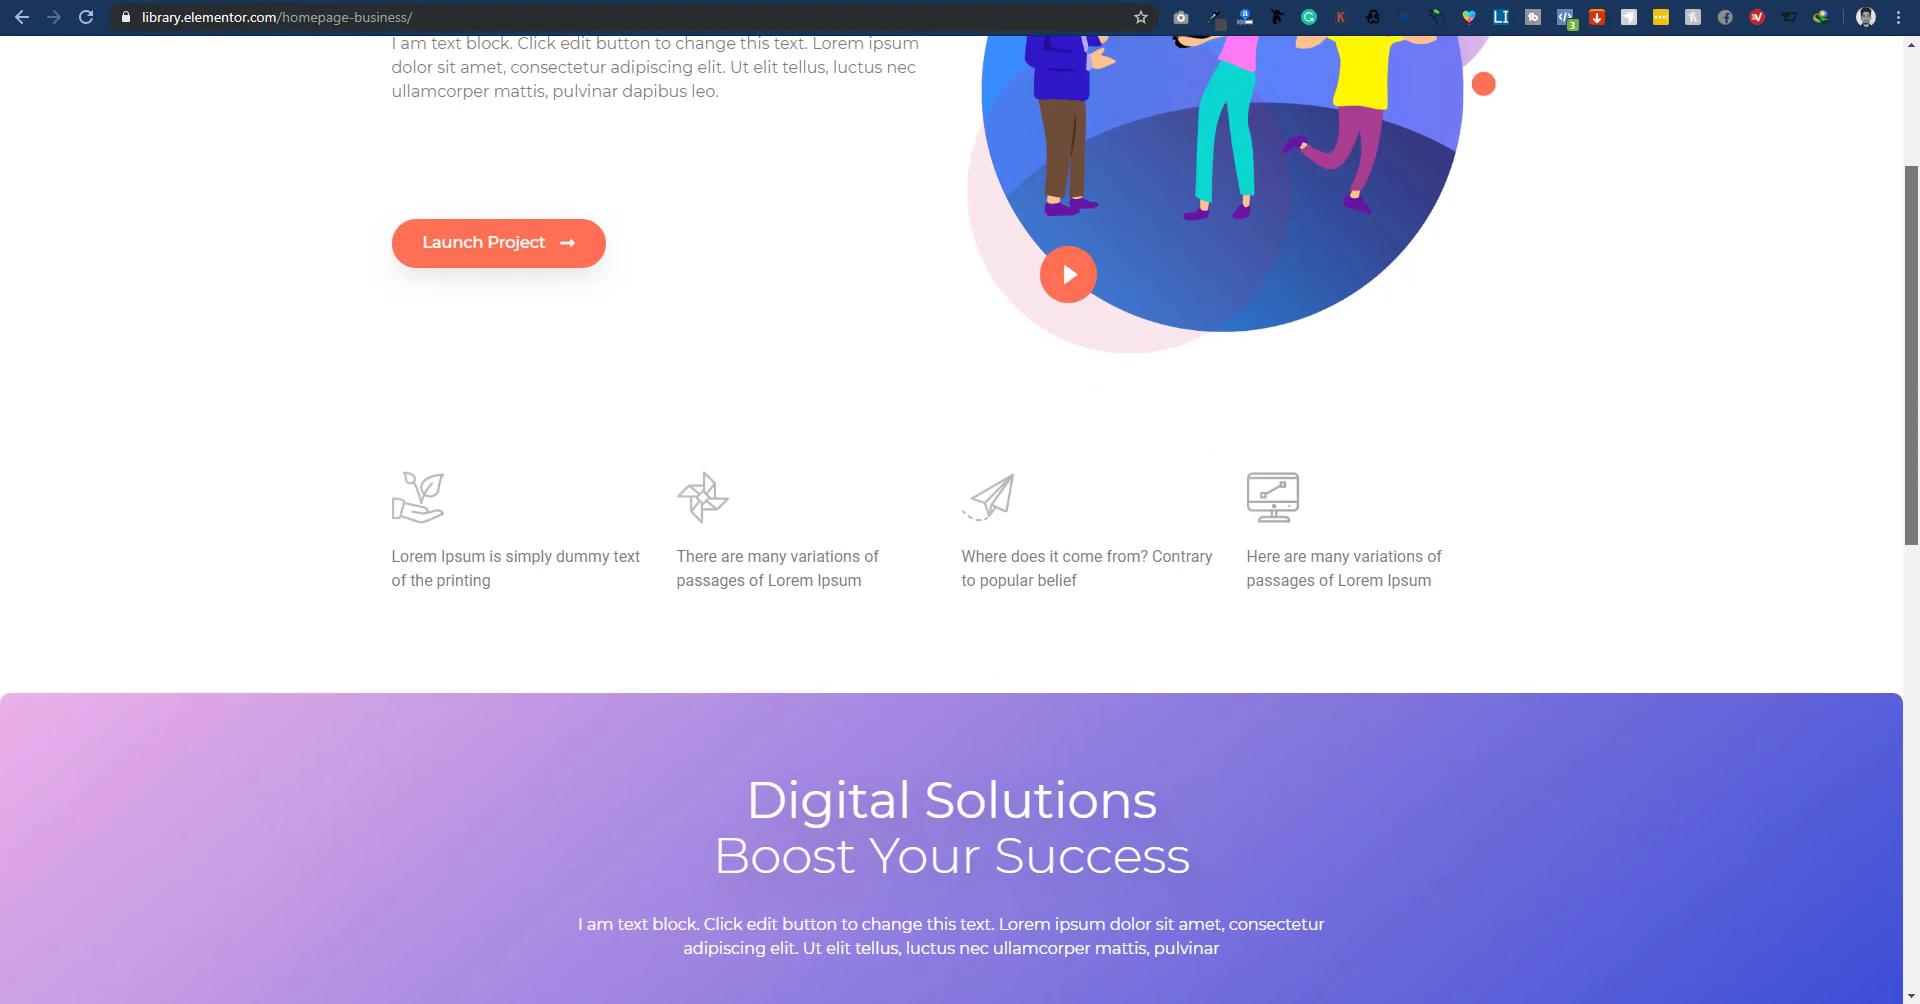 library.elementor.com/homepage-business/
I am text block. Click edit button to change this text. Lorem ipsum
dolor sit amet, consectetur adipiscing elit. Ut elit tellus, luctus nec
ullamcorper mattis, pulvinar dapibus leo.
Launch Project
Lorem Ipsum is simply dummy text
of the printing
There are many variations of
passages of Lorem Ipsum
Where does it come from? Contrary
to popular belief
Here are many variations of
passages of Lorem Ipsum
Digital Solutions
Boost Your Success
I am text block. Click edit button to change this text. Lorem ipsum dolor sit amet, consectetur
adipiscing elit. Ut elit tellus, luctus nec ullamcorper mattis, pulvinar